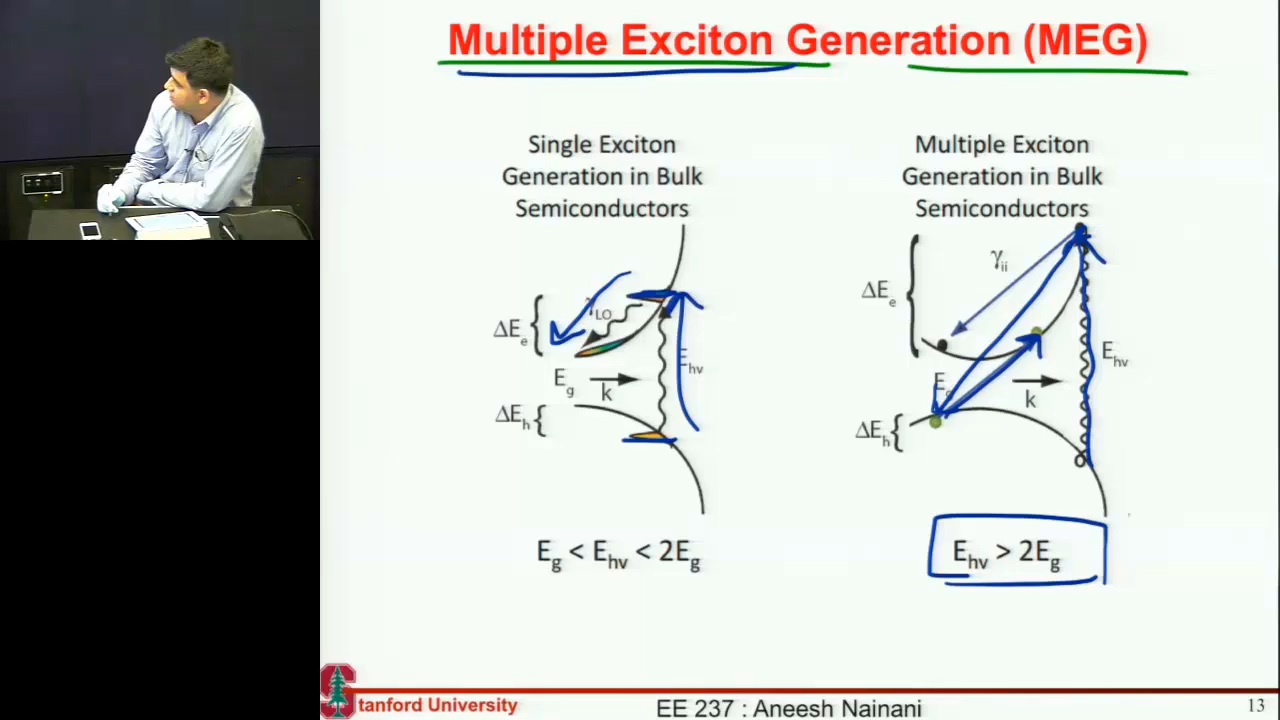 Multiple Exciton Generation (MEG)
Single Exciton
Generation in Bulk
Semiconductors
ΔEe
LO
Ehν
Eg
k
ΔEh
Eg < Ehν < 2Eg
Multiple Exciton
Generation in Bulk
Semiconductors
ΔEe
γii
Ehν
k
ΔEh
Ehν > 2Eg
Stanford University
EE 237 : Aneesh Nainani
13